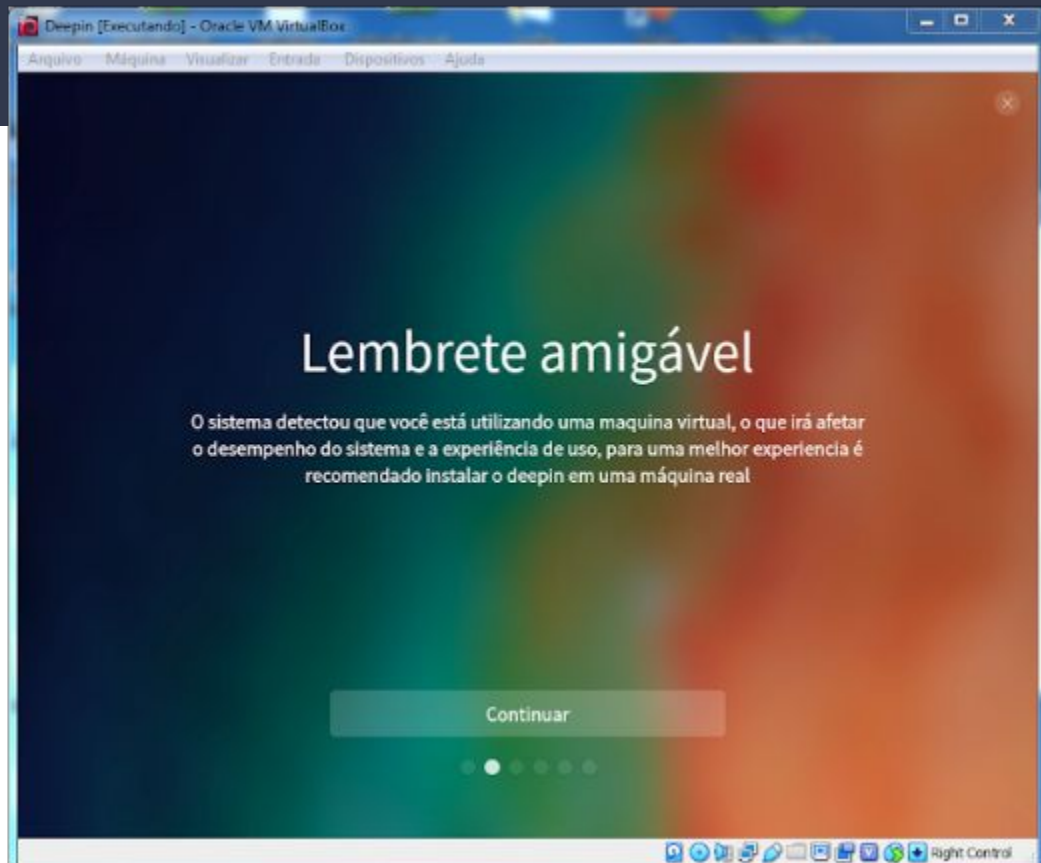 Deepin [Executando] - Oracle VM VirtualBox
Arquivo Máquina Visualizar Entrada Dispositivos Ajuda
Lembrete amigável
O sistema detectou que você está utilizando uma maquina virtual, o que irá afetar
o desempenho do sistema e a experiência de uso, para uma melhor experiencia é
recomendado instalar o deepin em uma máquina real
Continuar
Right Control